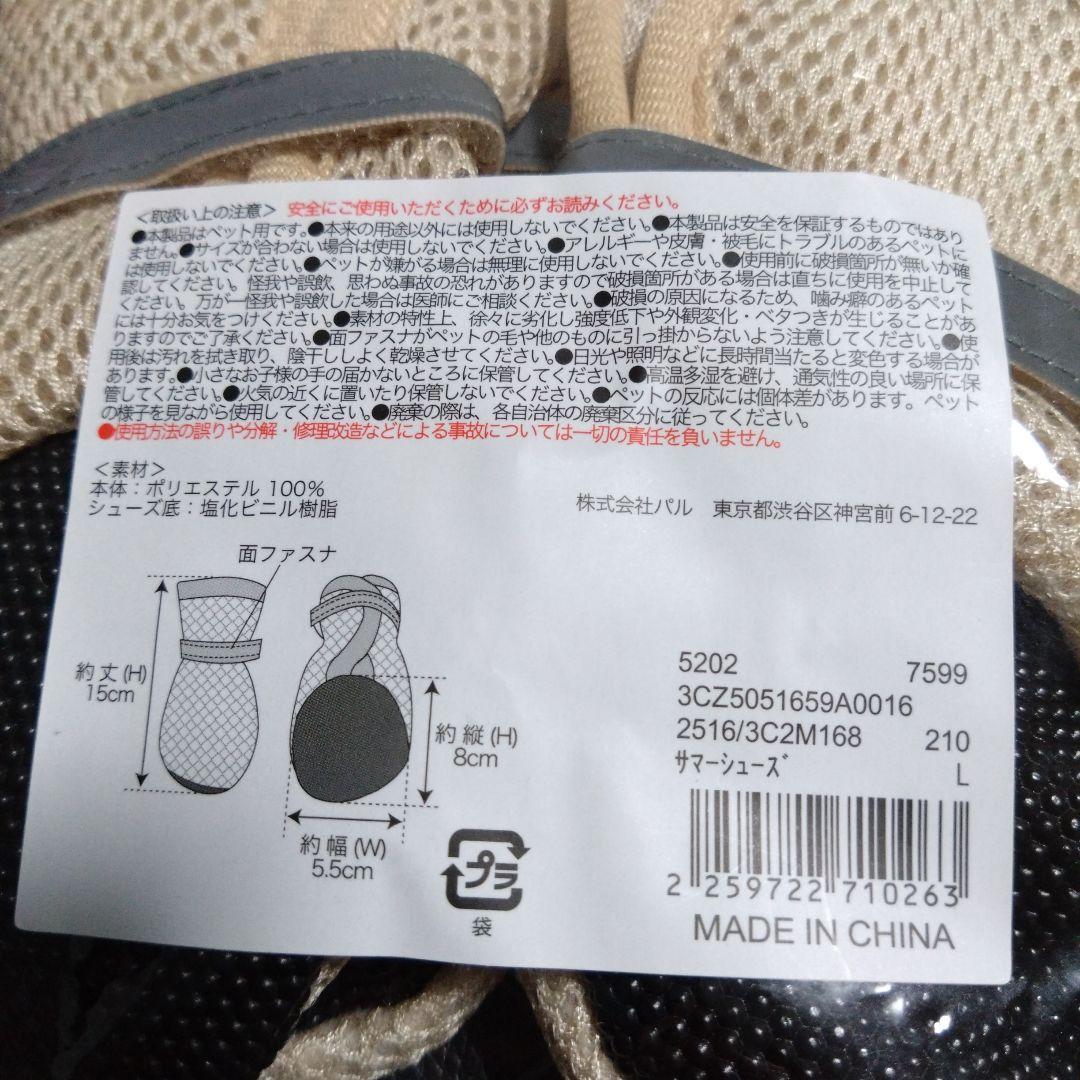 <取扱い上の注意> 安全にご使用いただくために必ずお読みください。
●本製品はペット用です。●本来の用途以外には使用しないでください。●本製品は安全を保証するものではあり
ません。●サイズが合わない場合は使用しないでください。●アレルギーや皮膚・被毛にトラブルのあるペットに
は使用しないでください。●ペットが嫌がる場合は無理に使用しないでください。●使用前に破損箇所が無いか確
認してください。怪我や誤飲、思わぬ事故の恐れがありますので破損箇所がある場合は直ちに使用を中止して
ください。万が一怪我や誤飲した場合は医師にご相談ください。●破損の原因になるため、噛み癖のあるペット
には十分お気をつけください。●素材の特性上、徐々に劣化し強度低下や外観変化・ベタつきが生じることがあ
りますのでご了承ください。●面ファスナがペットの毛や他のものに引っ掛からないよう注意してください。●使
用後は汚れを拭き取り、陰干ししよく乾燥させてください。●日光や照明などに長時間当たると変色する場合が
あります。●小さなお子様の手の届かないところに保管してください。●高温多湿を避け、通気性の良い場所に保
管してください。●火気の近くに置いたり保管しないでください。●ペットの反応には個体差があります。ペット
の様子を見ながら使用してください。●廃棄の際は、各自治体の廃棄区分に従ってください。
●使用方法の誤りや分解・修理改造などによる事故については一切の責任を負いません。
<素材>
本体：ポリエステル 100%
シューズ底：塩化ビニル樹脂
株式会社パル 東京都渋谷区神宮前 6-12-22
面ファスナ
約丈(H)
15cm
約縦(H)
8cm
約幅(W)
5.5cm
プラ
袋
5202 7599
3CZ5051659A0016
2516/3C2M168 210
ｻﾏｰｼｭｰｽﾞ L
2 259722 710263
MADE IN CHINA